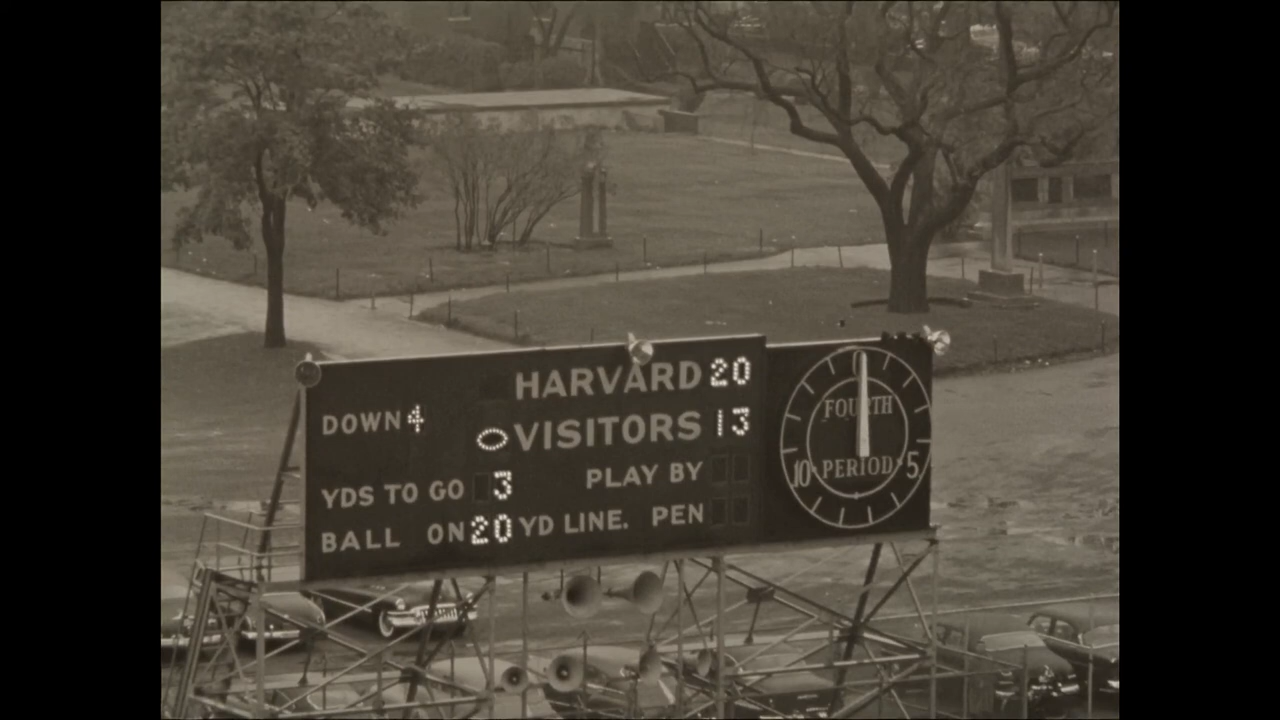 HARVARD 20
DOWN 4
VISITORS 13
YDS TO GO 3 PLAY BY
BALL ON 20 YD LINE. PEN
0
FOURTH
10 PERIOD 5